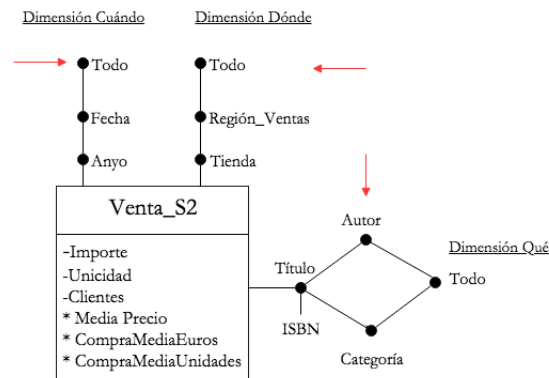 Dimensión Cuándo
Dimensión Dónde
Todo
Todo
Fecha
Región_Ventas
Anyo
Tienda
Venta_S2
-Importe
-Unicidad
-Clientes
* Media Precio
* CompraMediaEuros
* CompraMediaUnidades
Autor
Dimensión Qué
Título
Todo
ISBN
Categoría